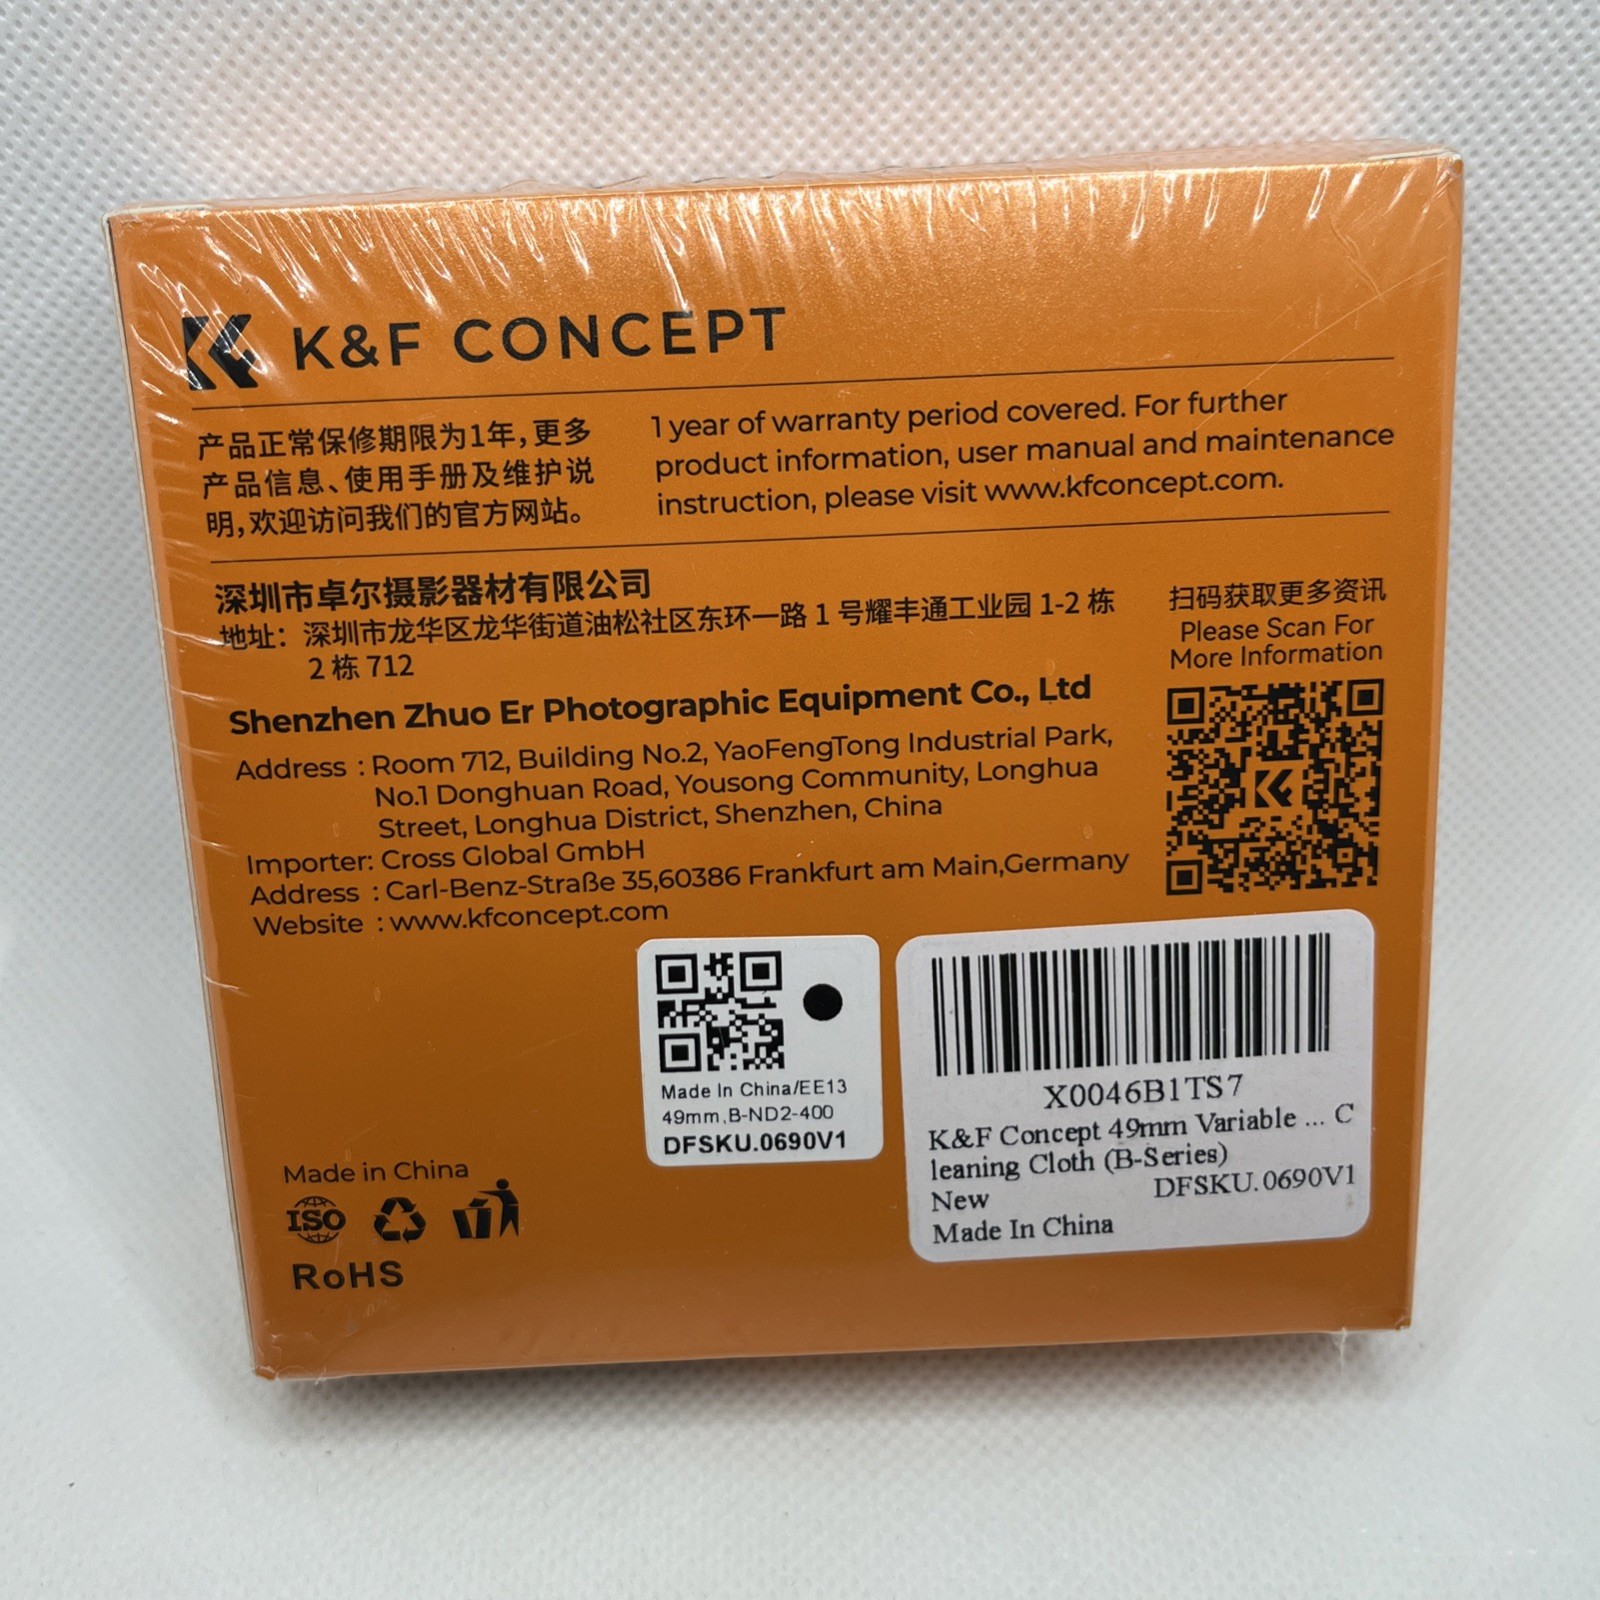 K&F CONCEPT
产品正常保修期限为1年，更多
产品信息、使用手册及维护说
明，欢迎访问我们的官方网站。
1 year of warranty period covered. For further
product information, user manual and maintenance
instruction, please visit www.kfconcept.com.
深圳市卓尔摄影器材有限公司
地址：深圳市龙华区龙华街道油松社区东环一路 1 号耀丰通工业园 1-2 栋
2 栋 712
Shenzhen Zhuo Er Photographic Equipment Co., Ltd
Address : Room 712, Building No.2, YaoFengTong Industrial Park,
No.1 Donghuan Road, Yousong Community, Longhua
Street, Longhua District, Shenzhen, China
Importer: Cross Global GmbH
Address : Carl-Benz-Straße 35,60386 Frankfurt am Main,Germany
Website : www.kfconcept.com
扫码获取更多资讯
Please Scan For
More Information
Made In China/EE13
49mm,B-ND2-400
DFSKU.0690V1
X0046B1TS7
K&F Concept 49mm Variable ... C
leaning Cloth (B-Series)
New DFSKU.0690V1
Made In China
Made in China
ISO
RoHS